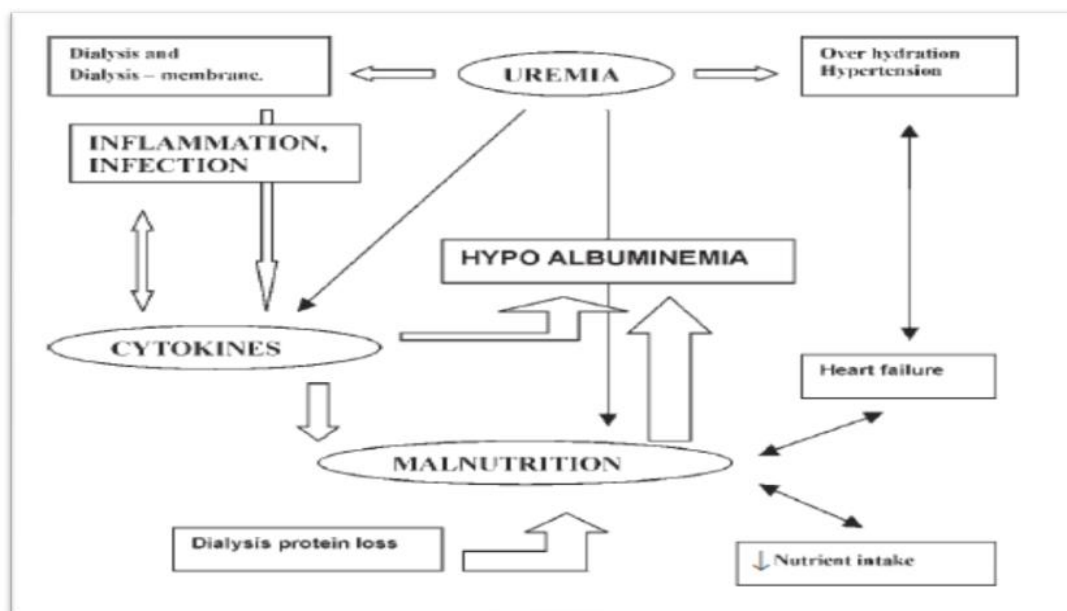 Dialysis and
Dialysis – membrane.
UREMIA
Over hydration
Hypertension
INFLAMMATION,
INFECTION
HYPO ALBUMINEMIA
CYTOKINES
Heart failure
MALNUTRITION
Dialysis protein loss
↓ Nutrient intake